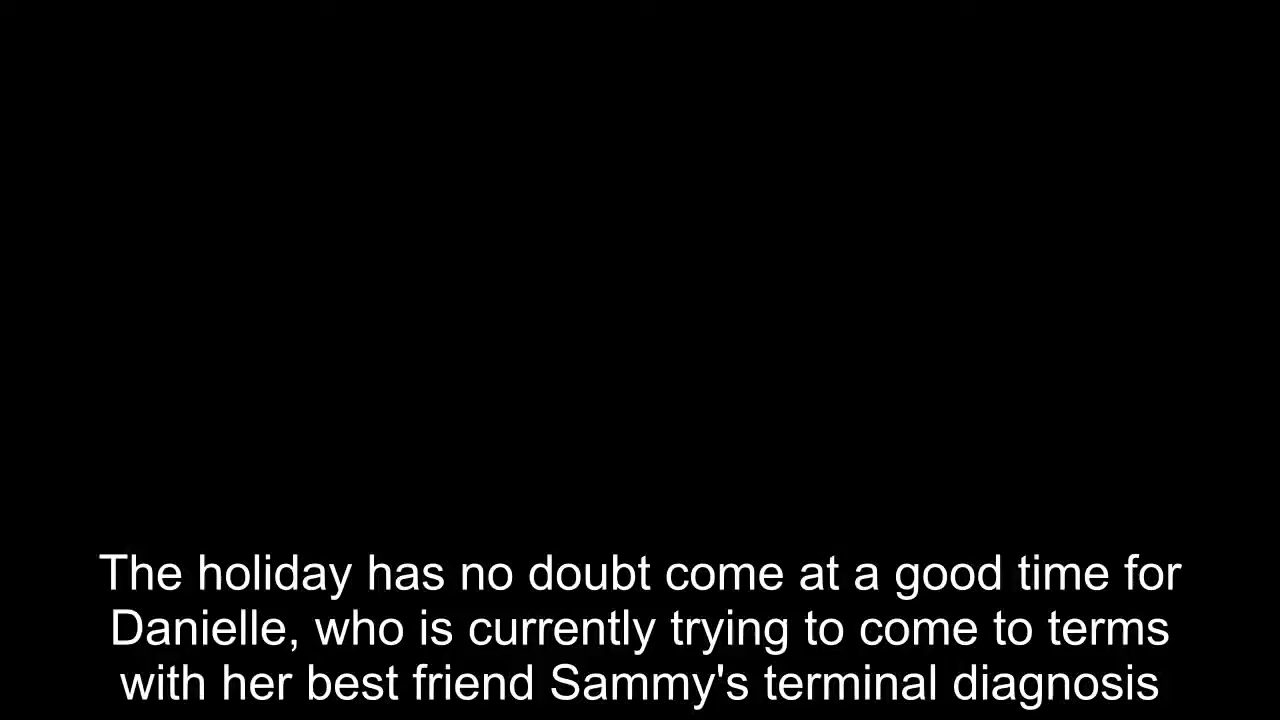 The holiday has no doubt come at a good time for
Danielle, who is currently trying to come to terms
with her best friend Sammy's terminal diagnosis